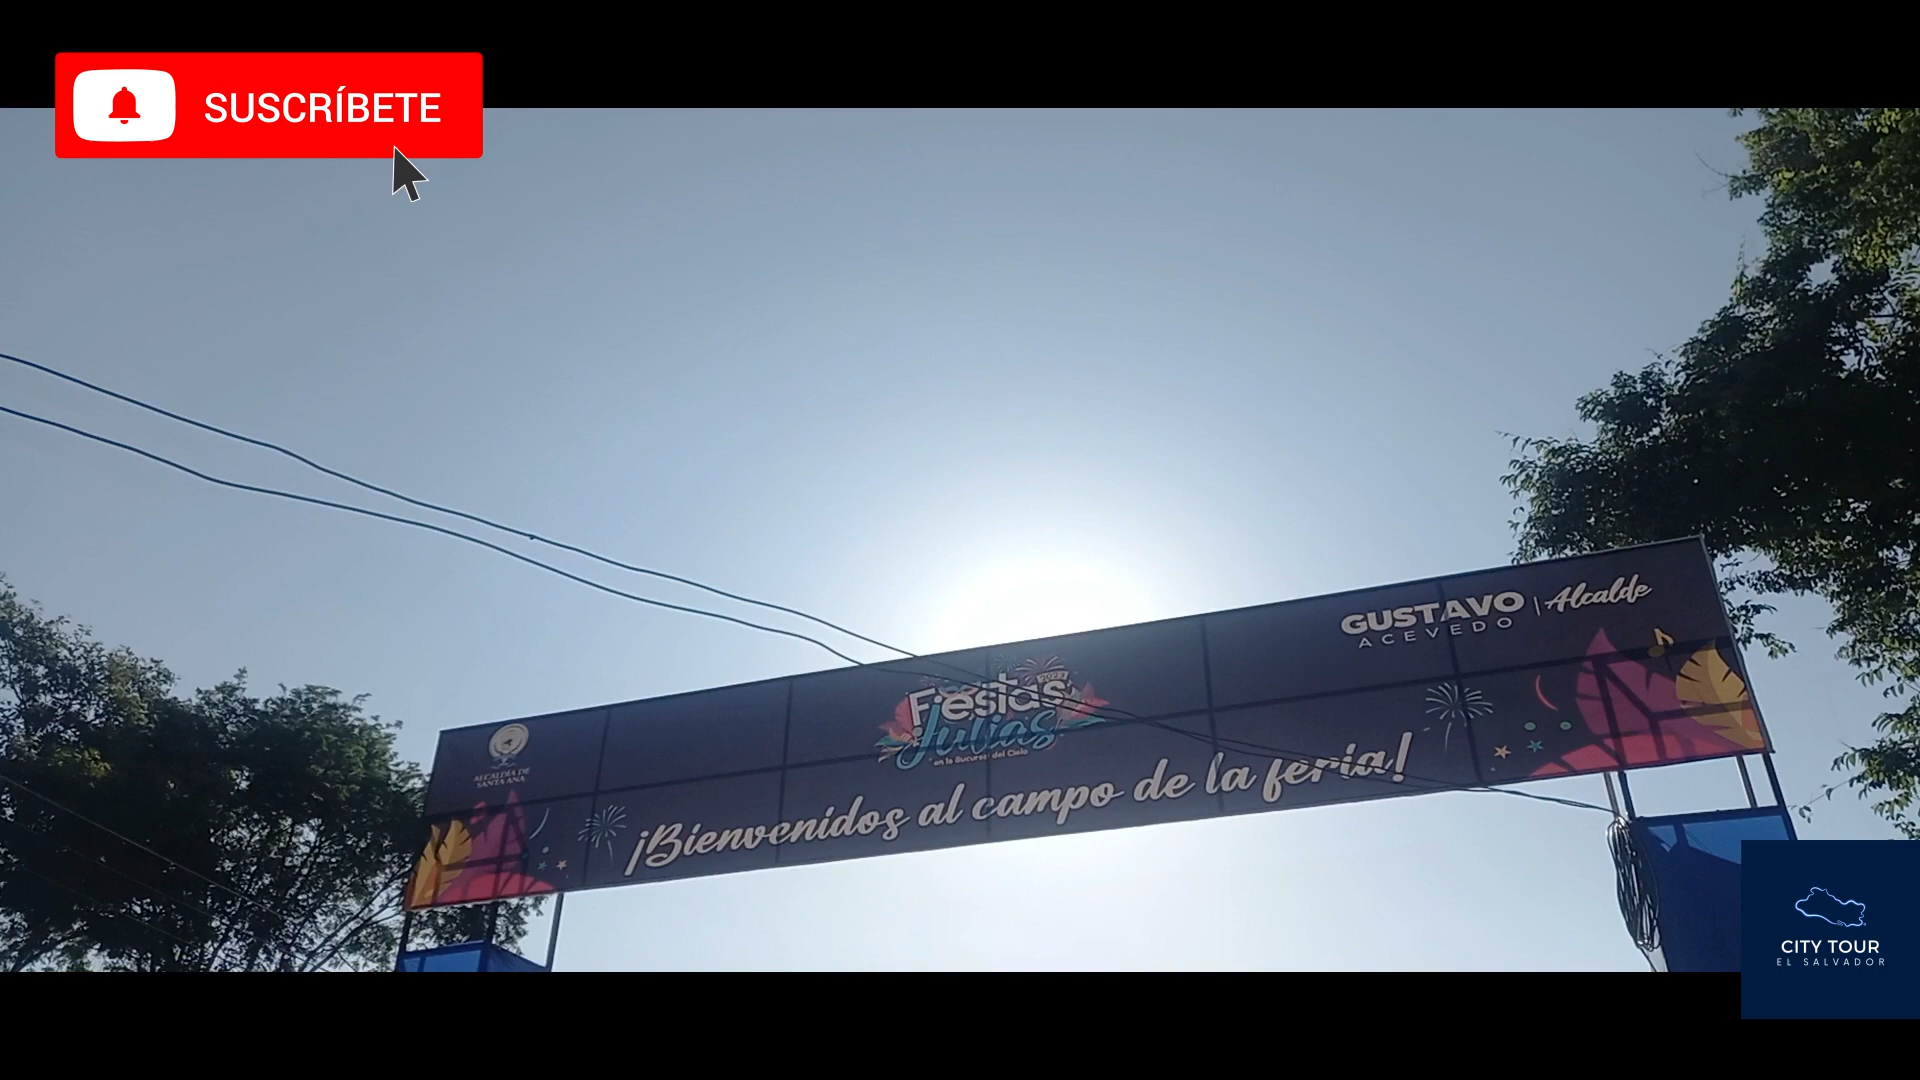 SUSCRÍBETE
GUSTAVO | Alcalde
ACEVEDO
Fiestas
2023
Julias
en la Sucursal del Cielo
ALCALDÍA DE
SANTA ANA
¡Bienvenidos al campo de la feria!
CITY TOUR
EL SALVADOR